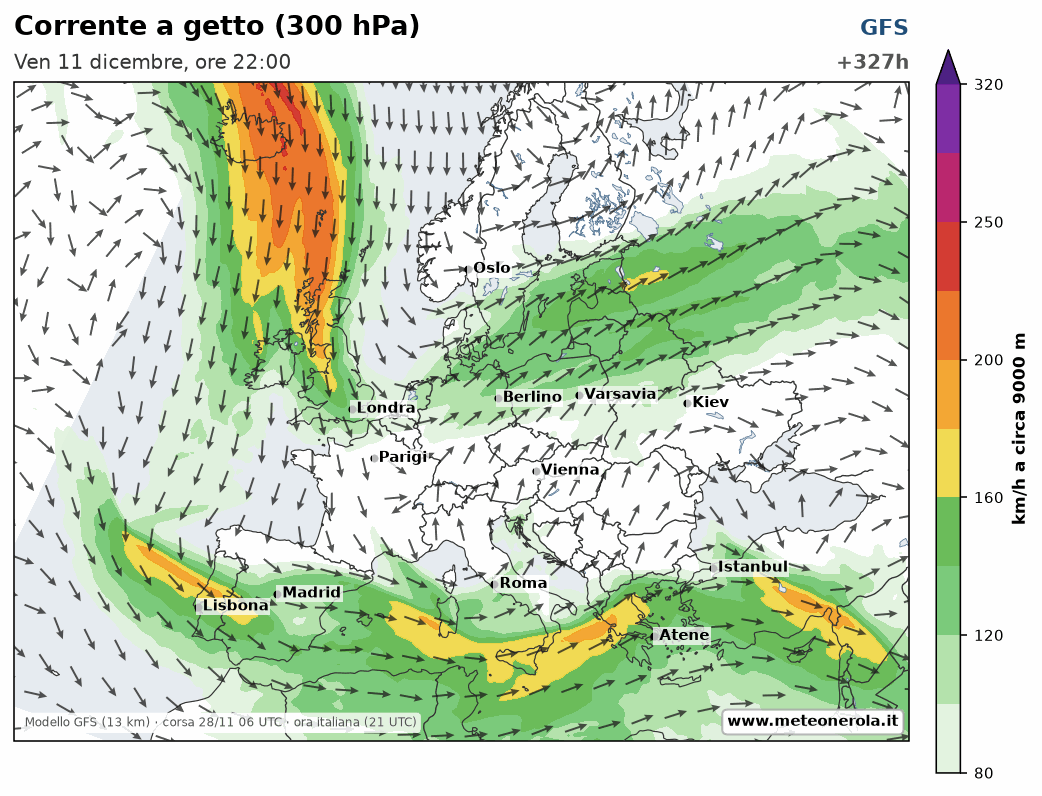 Corrente a getto (300 hPa)
GFS
Ven 11 dicembre, ore 22:00
+327h
320
250
200
160
120
80
km/h a circa 9000 m
Oslo
Londra
Berlino
Varsavia
Kiev
Parigi
Vienna
Istanbul
Roma
Madrid
Lisbona
Atene
Modello GFS (13 km) · corsa 28/11 06 UTC · ora italiana (21 UTC)
www.meteonerola.it